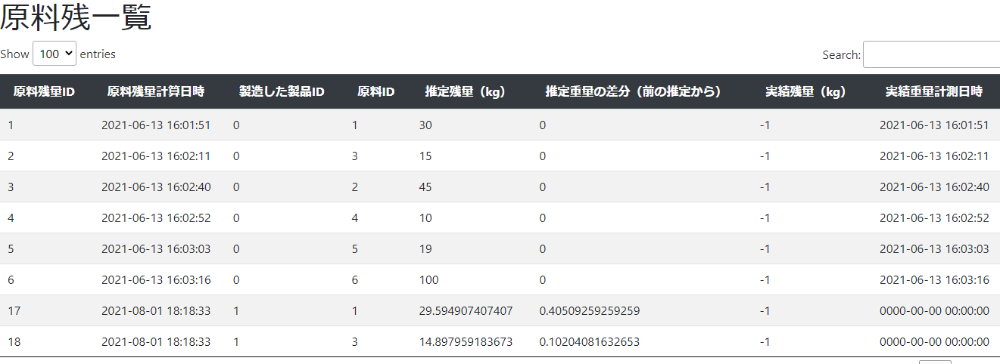 原料残一覧
Show 100 entries Search:
原料残量ID 原料残量計算日時 製造した製品ID 原料ID 推定残量（kg） 推定重量の差分（前の推定から） 実績残量（kg） 実績重量計測日時
1 2021-06-13 16:01:51 0 1 30 0 -1 2021-06-13 16:01:51
2 2021-06-13 16:02:11 0 3 15 0 -1 2021-06-13 16:02:11
3 2021-06-13 16:02:40 0 2 45 0 -1 2021-06-13 16:02:40
4 2021-06-13 16:02:52 0 4 10 0 -1 2021-06-13 16:02:52
5 2021-06-13 16:03:03 0 5 19 0 -1 2021-06-13 16:03:03
6 2021-06-13 16:03:16 0 6 100 0 -1 2021-06-13 16:03:16
17 2021-08-01 18:18:33 1 1 29.594907407407 0.40509259259259 -1 0000-00-00 00:00:00
18 2021-08-01 18:18:33 1 3 14.897959183673 0.10204081632653 -1 0000-00-00 00:00:00